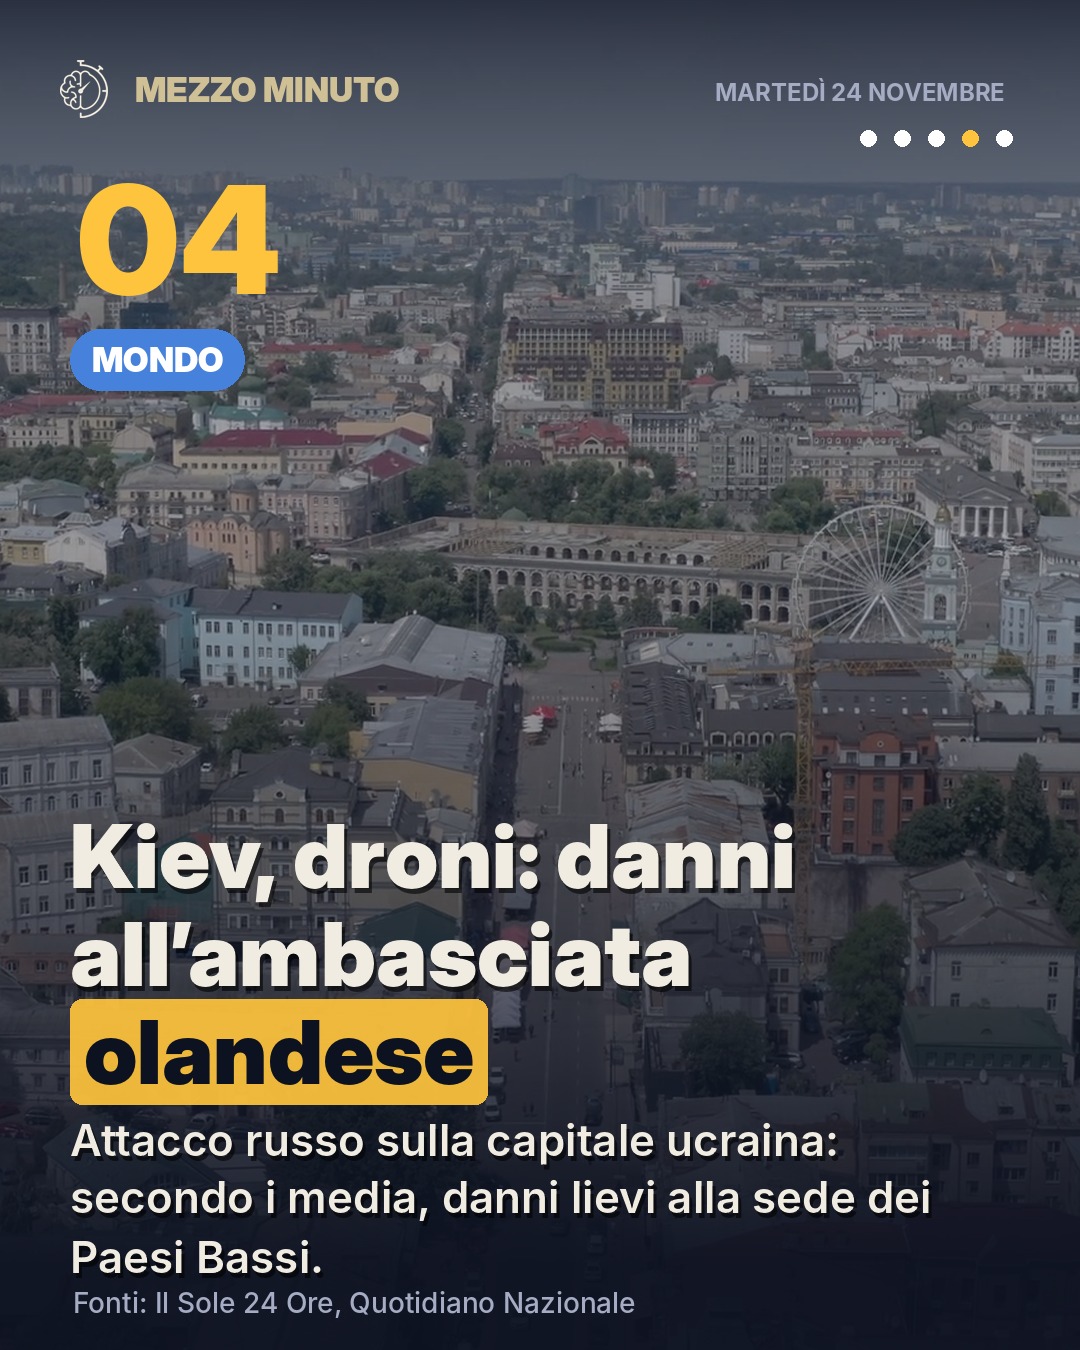 MEZZO MINUTO
MARTEDÌ 24 NOVEMBRE
04
MONDO
Kiev, droni: danni
all'ambasciata
olandese
Attacco russo sulla capitale ucraina:
secondo i media, danni lievi alla sede dei
Paesi Bassi.
Fonti: Il Sole 24 Ore, Quotidiano Nazionale